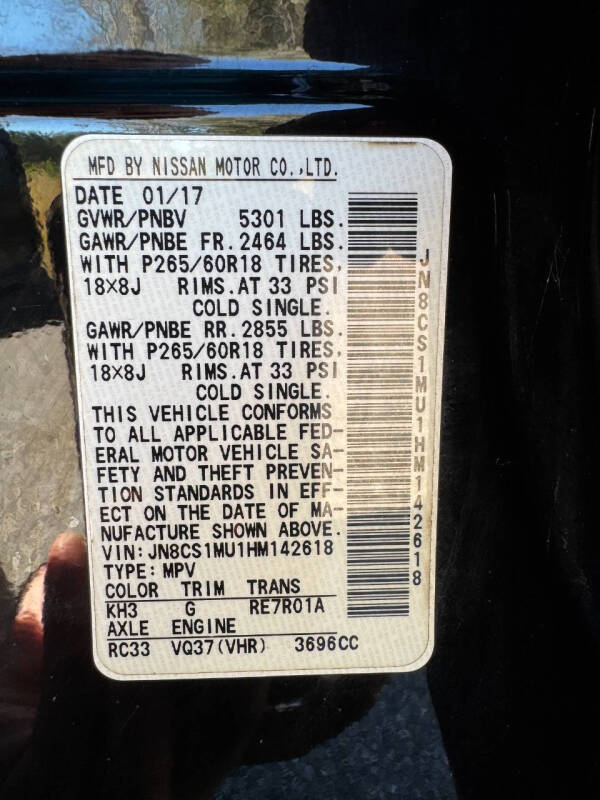 MFD BY NISSAN MOTOR CO.,LTD.
DATE 01/17
GVWR/PNBV 5301 LBS.
GAWR/PNBE FR.2464 LBS.
WITH P265/60R18 TIRES,
18×8J RIMS.AT 33 PSI
COLD SINGLE.
GAWR/PNBE RR.2855 LBS.
WITH P265/60R18 TIRES,
18×8J RIMS.AT 33 PSI
COLD SINGLE.
THIS VEHICLE CONFORMS
TO ALL APPLICABLE FED-
ERAL MOTOR VEHICLE SA-
FETY AND THEFT PREVEN-
TION STANDARDS IN EFF-
ECT ON THE DATE OF MA-
NUFACTURE SHOWN ABOVE.
VIN:JN8CS1MU1HM142618
TYPE:MPV
COLOR TRIM TRANS
KH3 G RE7R01A
AXLE ENGINE
RC33 VQ37(VHR) 3696CC
JN8CS1MU1HM142618